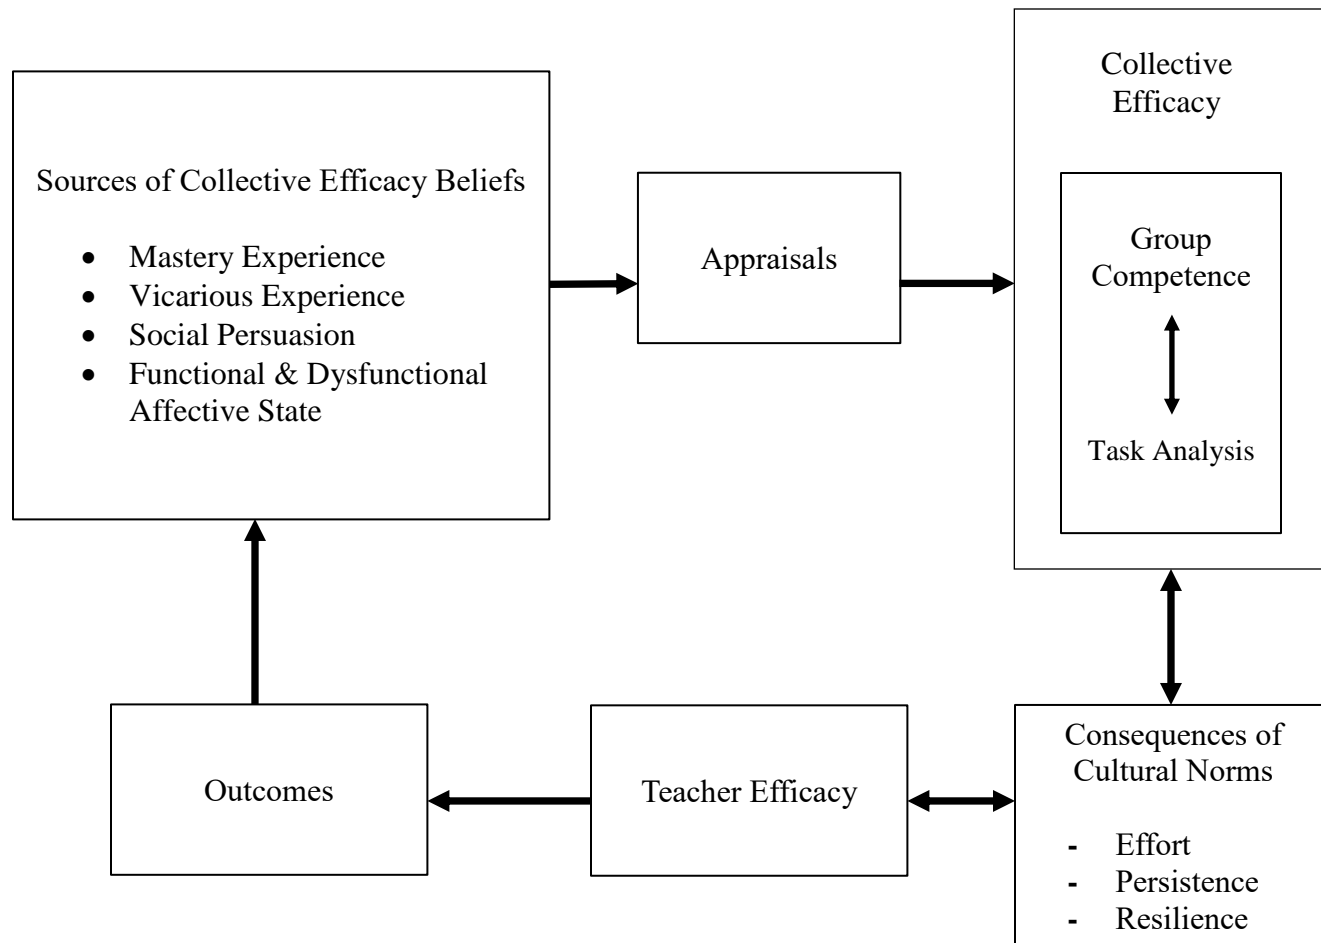 Collective
Efficacy
Sources of Collective Efficacy Beliefs
• Mastery Experience
• Vicarious Experience
• Social Persuasion
• Functional & Dysfunctional
Affective State
Appraisals
Group
Competence
Task Analysis
Outcomes
Teacher Efficacy
Consequences of
Cultural Norms
- Effort
- Persistence
- Resilience